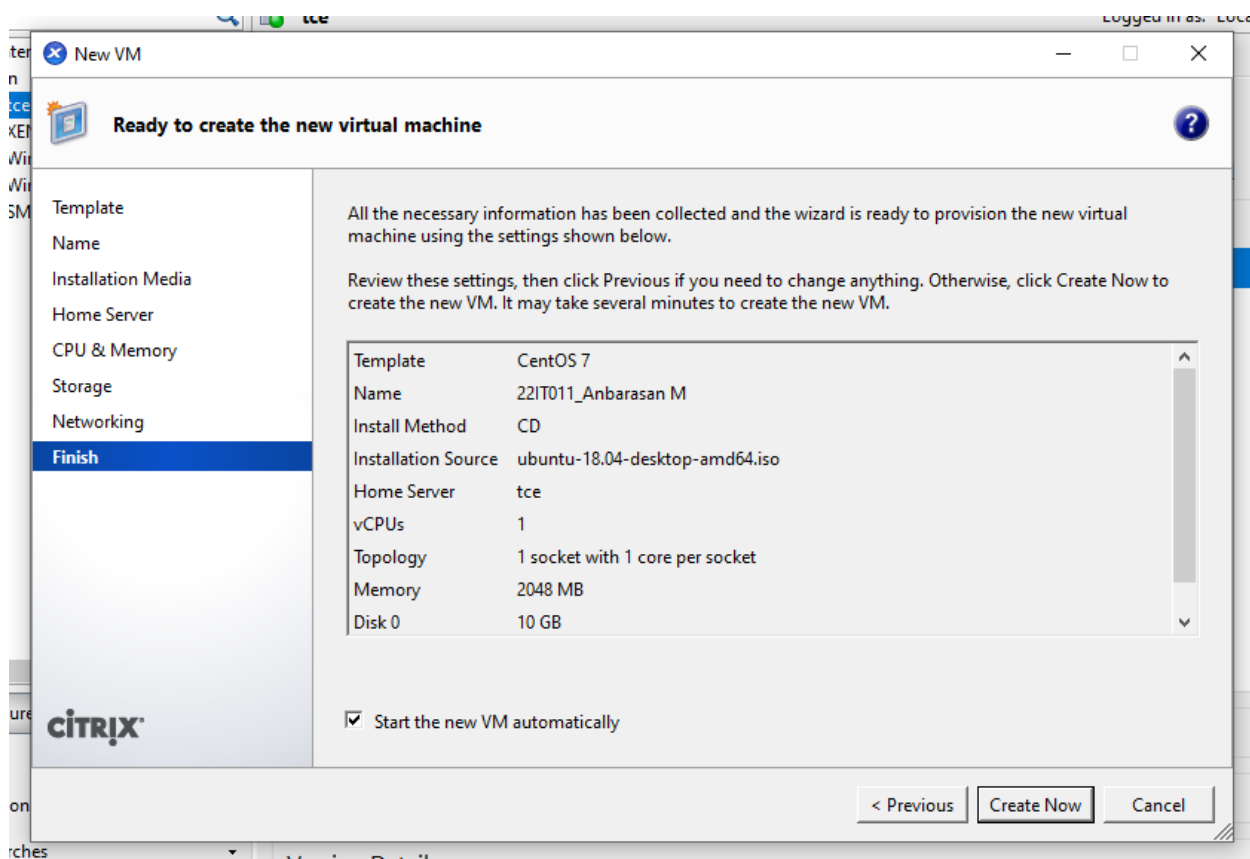 tce
New VM
Ready to create the new virtual machine
?
Template
Name
Installation Media
Home Server
CPU & Memory
Storage
Networking
Finish
CİTRIX
All the necessary information has been collected and the wizard is ready to provision the new virtual
machine using the settings shown below.
Review these settings, then click Previous if you need to change anything. Otherwise, click Create Now to
create the new VM. It may take several minutes to create the new VM.
Template CentOS 7
Name 22IT011_Anbarasan M
Install Method CD
Installation Source ubuntu-18.04-desktop-amd64.iso
Home Server tce
vCPUs 1
Topology 1 socket with 1 core per socket
Memory 2048 MB
Disk 0 10 GB
Start the new VM automatically
< Previous Create Now Cancel